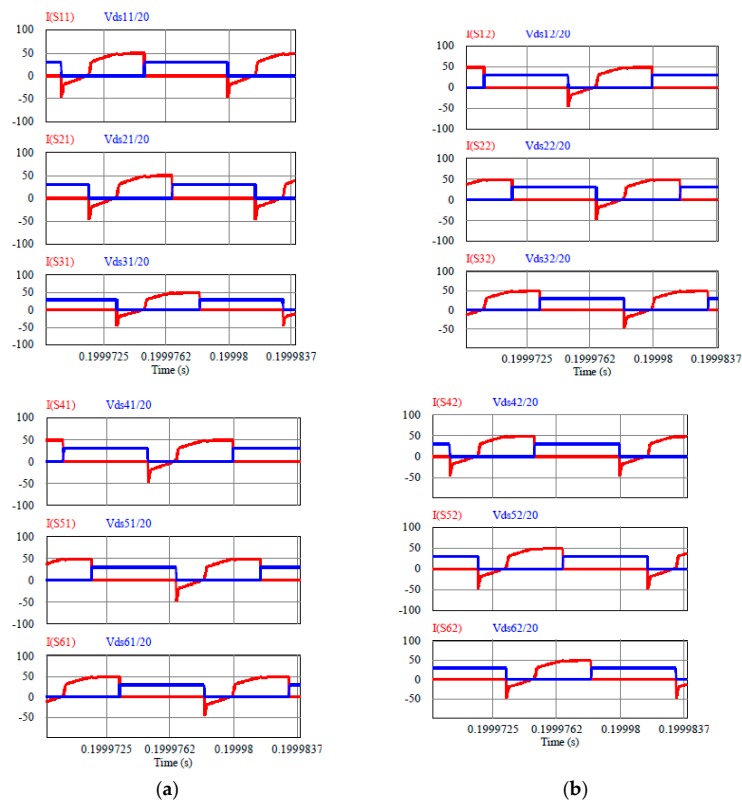 I(S11) Vds11/20
100
50
0
-50
-100
I(S21) Vds21/20
100
50
0
-50
-100
I(S31) Vds31/20
100
50
0
-50
-100
0.1999725 0.1999762 0.19998 0.1999837
Time (s)
I(S41) Vds41/20
100
50
0
-50
-100
I(S51) Vds51/20
100
50
0
-50
-100
I(S61) Vds61/20
100
50
0
-50
-100
0.1999725 0.1999762 0.19998 0.1999837
Time (s)
(a)
I(S12) Vds12/20
100
50
0
-50
-100
I(S22) Vds22/20
100
50
0
-50
-100
I(S32) Vds32/20
100
50
0
-50
0.1999725 0.1999762 0.19998 0.1999837
Time (s)
I(S42) Vds42/20
100
50
0
-50
-100
I(S52) Vds52/20
100
50
0
-50
-100
I(S62) Vds62/20
100
50
0
-50
0.1999725 0.1999762 0.19998 0.1999837
Time (s)
(b)